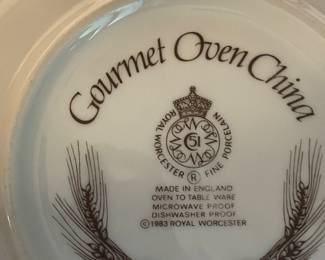 Gourmet Oven China
ROYAL WORCESTER ® FINE PORCELAIN
51
MADE IN ENGLAND
OVEN TO TABLE WARE
MICROWAVE PROOF
DISHWASHER PROOF
©1983 ROYAL WORCESTER